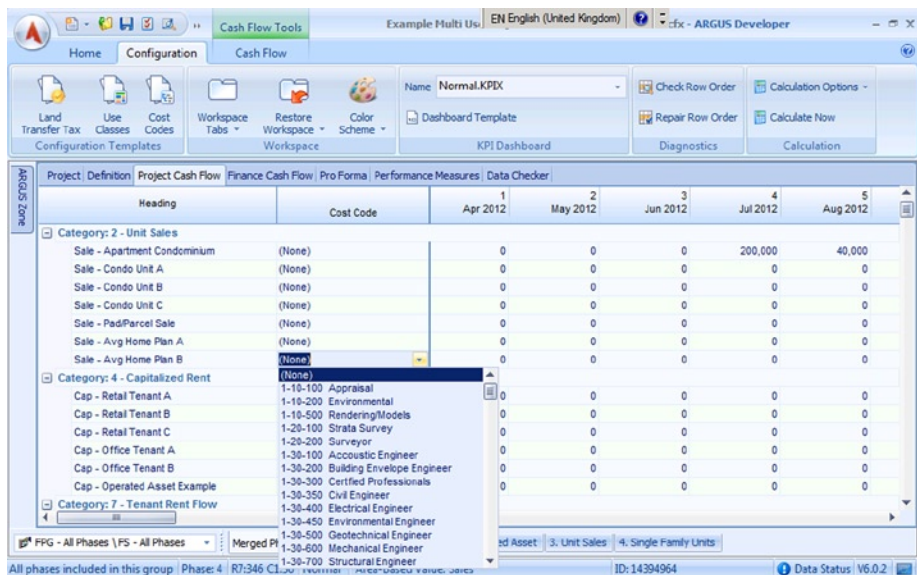 Cash Flow Tools
Example Multi Us
EN English (United Kingdom)
cfx - ARGUS Developer
Home Configuration Cash Flow
Land Transfer Tax
Use Classes
Cost Codes
Configuration Templates
Workspace Tabs
Restore Workspace
Color Scheme
Workspace
Name Normal.KPIX
Dashboard Template
KPI Dashboard
Check Row Order
Repair Row Order
Diagnostics
Calculation Options
Calculate Now
Calculation
ARGUS Zone
Project Definition Project Cash Flow Finance Cash Flow Pro Forma Performance Measures Data Checker
Heading Cost Code 1 Apr 2012 2 May 2012 3 Jun 2012 4 Jul 2012 5 Aug 2012
Category: 2 - Unit Sales
Sale - Apartment Condominium (None) 0 0 0 200,000 40,000
Sale - Condo Unit A (None) 0 0 0 0 0
Sale - Condo Unit B (None) 0 0 0 0 0
Sale - Condo Unit C (None) 0 0 0 0 0
Sale - Pad/Parcel Sale (None) 0 0 0 0 0
Sale - Avg Home Plan A (None) 0 0 0 0 0
Sale - Avg Home Plan B (None) 0 0 0 0 0
Category: 4 - Capitalized Rent
Cap - Retail Tenant A 0 0 0 0 0
Cap - Retail Tenant B 0 0 0 0 0
Cap - Retail Tenant C 0 0 0 0 0
Cap - Office Tenant A 0 0 0 0 0
Cap - Office Tenant B 0 0 0 0 0
Cap - Operated Asset Example 0 0 0 0 0
Category: 7 - Tenant Rent Flow
(None)
1-10-100 Appraisal
1-10-200 Environmental
1-10-500 Rendering/Models
1-20-100 Strata Survey
1-20-200 Surveyor
1-30-100 Accoustic Engineer
1-30-200 Building Envelope Engineer
1-30-300 Certfied Professionals
1-30-350 Civil Engineer
1-30-400 Electrical Engineer
1-30-450 Environmental Engineer
1-30-500 Geotechnical Engineer
1-30-600 Mechanical Engineer
1-30-700 Structural Engineer
FPG - All Phases \ FS - All Phases Merged Ph ed Asset 3. Unit Sales 4. Single Family Units
All phases included in this group Phase: 4 R7:346 Normal Area-Based Value: Sales ID: 14394964 Data Status V6.0.2